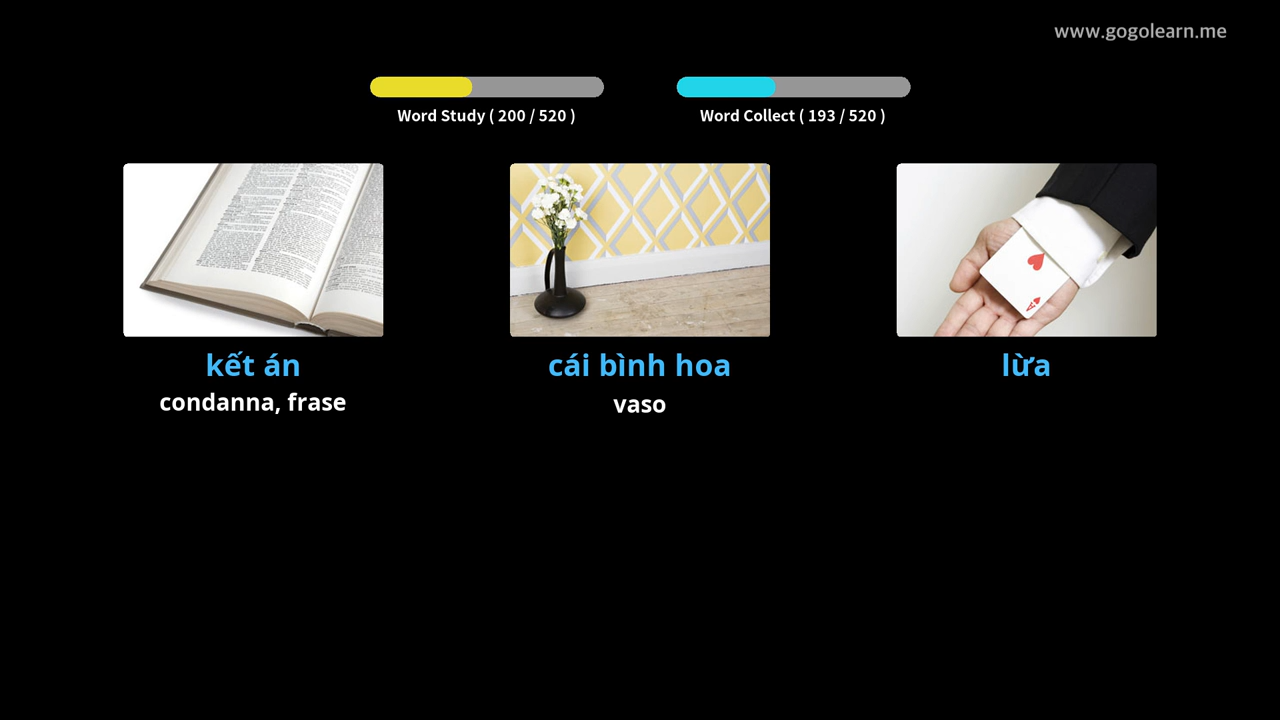 www.gogolearn.me
Word Study ( 200 / 520 )
Word Collect ( 193 / 520 )
kết án
condanna, frase
cái bình hoa
vaso
lừa
A